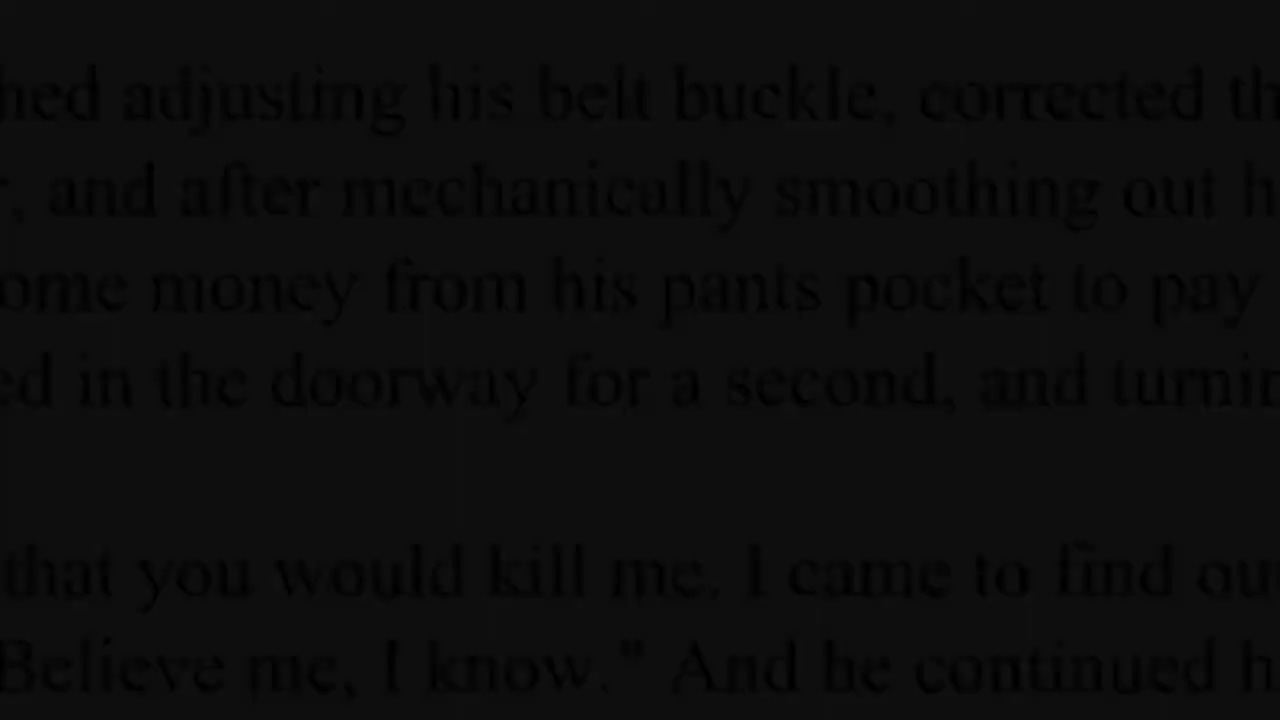 hed adjusting his belt buckle, corrected th
r, and after mechanically smoothing out h
ome money from his pants pocket to pay
ed in the doorway for a second, and turnin
that you would kill me. I came to find ou
Believe me, I know." And he continued h